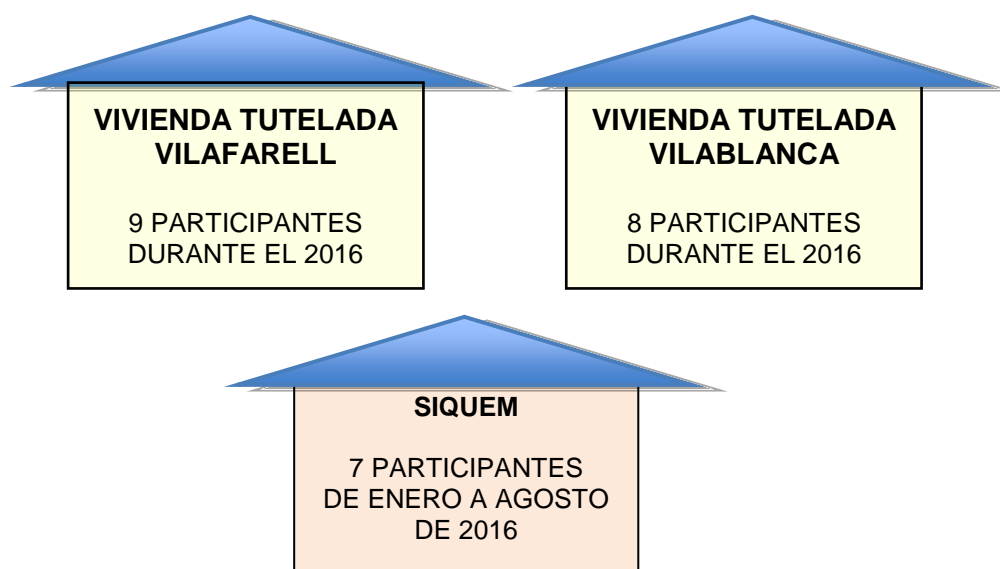 VIVIENDA TUTELADA
VILAFARELL
9 PARTICIPANTES
DURANTE EL 2016
VIVIENDA TUTELADA
VILABLANCA
8 PARTICIPANTES
DURANTE EL 2016
SIQUEM
7 PARTICIPANTES
DE ENERO A AGOSTO
DE 2016